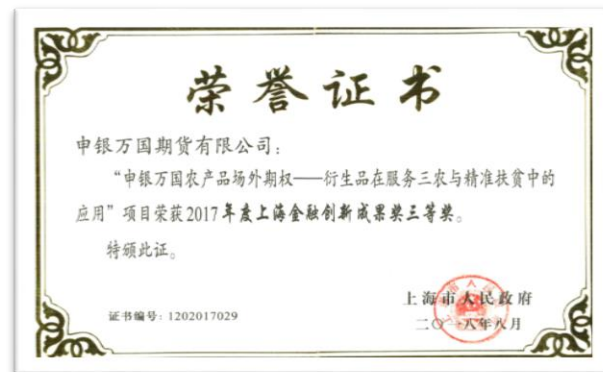 荣誉证书
申银万国期货有限公司：
“申银万国农产品场外期权——衍生品在服务三农与精准扶贫中的
应用”项目荣获2017年度上海金融创新成果奖三等奖。
特颁此证。
上海市人民政府
证书编号：1202017029
二〇一八年八月